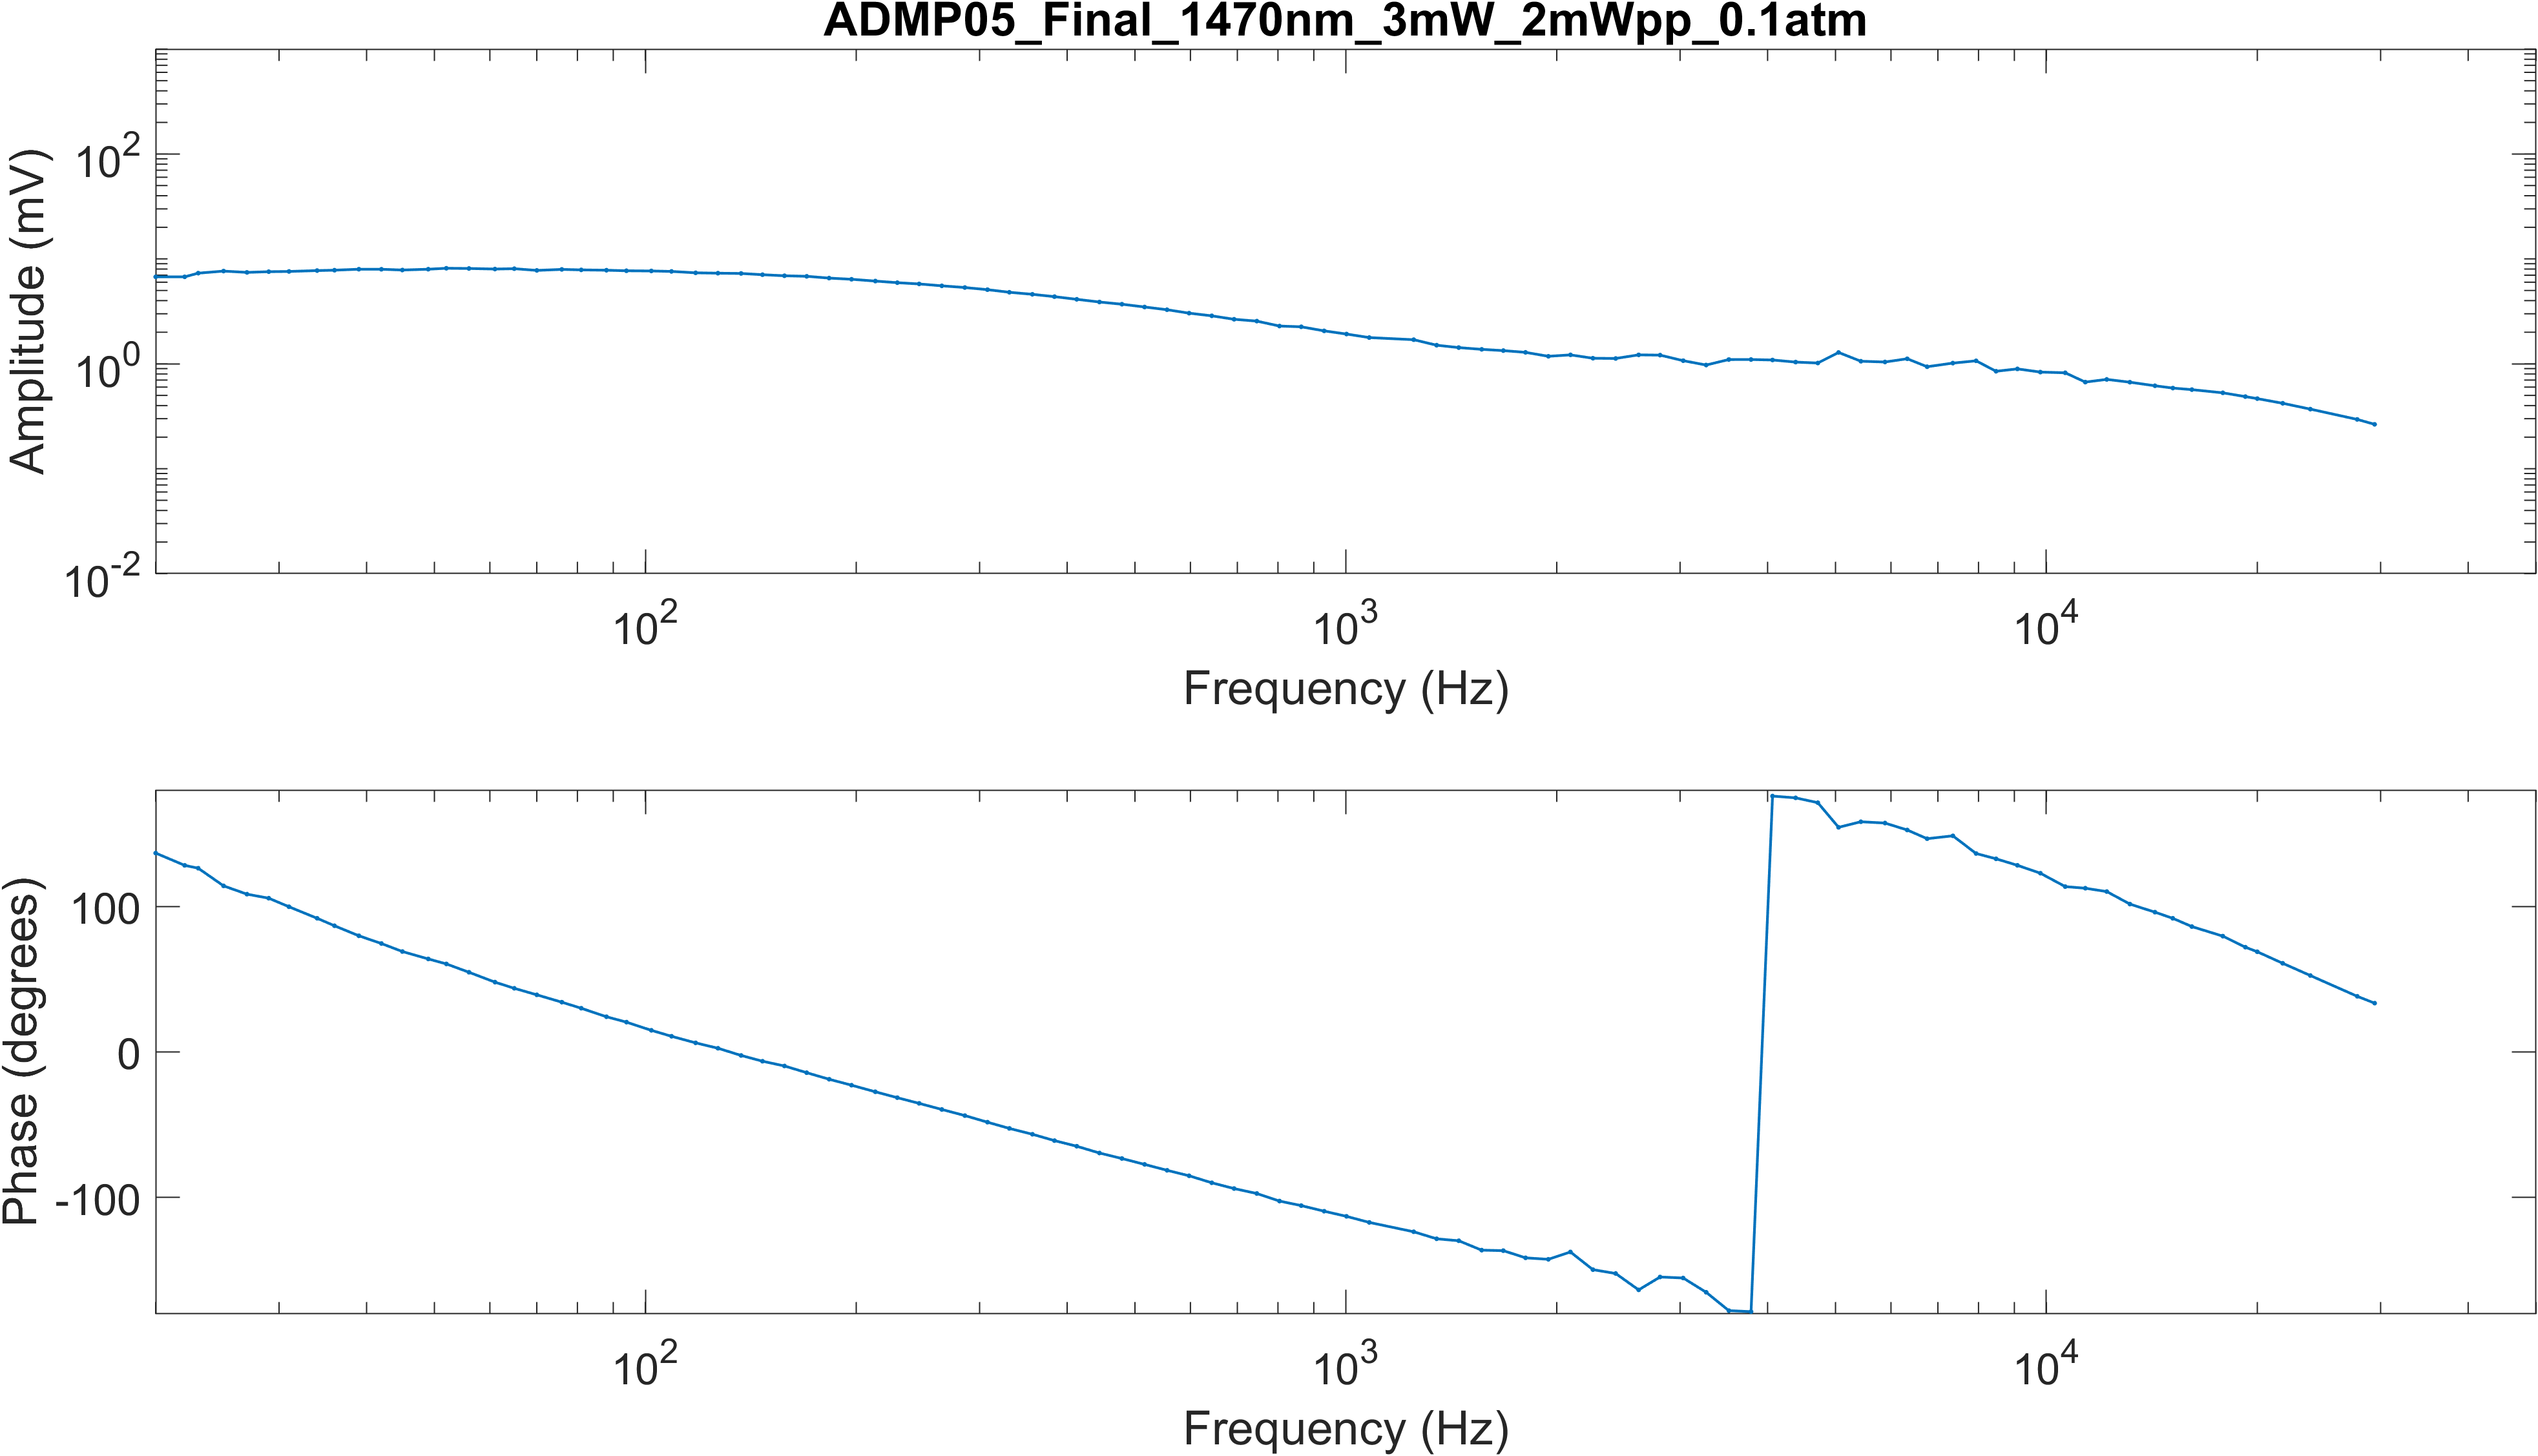 ADMP05_Final_1470nm_3mW_2mWpp_0.1atm
Amplitude (mV)
10^2
10^0
10^-2
10^2
10^3
10^4
Frequency (Hz)
Phase (degrees)
100
0
-100
10^2
10^3
10^4
Frequency (Hz)